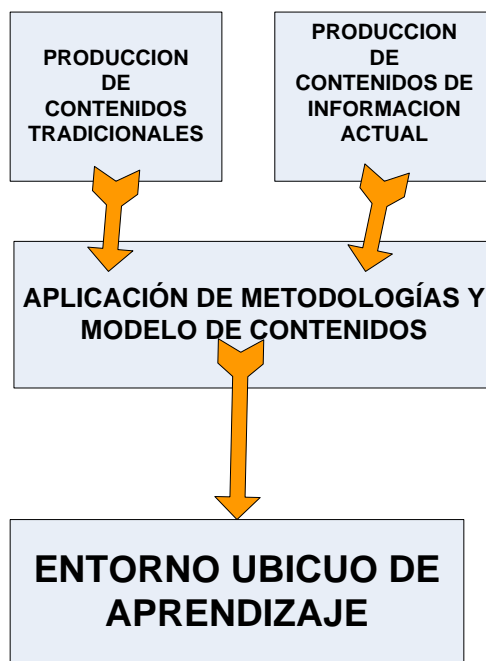 PRODUCCION
DE
CONTENIDOS
TRADICIONALES
PRODUCCION
DE
CONTENIDOS DE
INFORMACION
ACTUAL
APLICACIÓN DE METODOLOGÍAS Y
MODELO DE CONTENIDOS
ENTORNO UBICUO DE
APRENDIZAJE